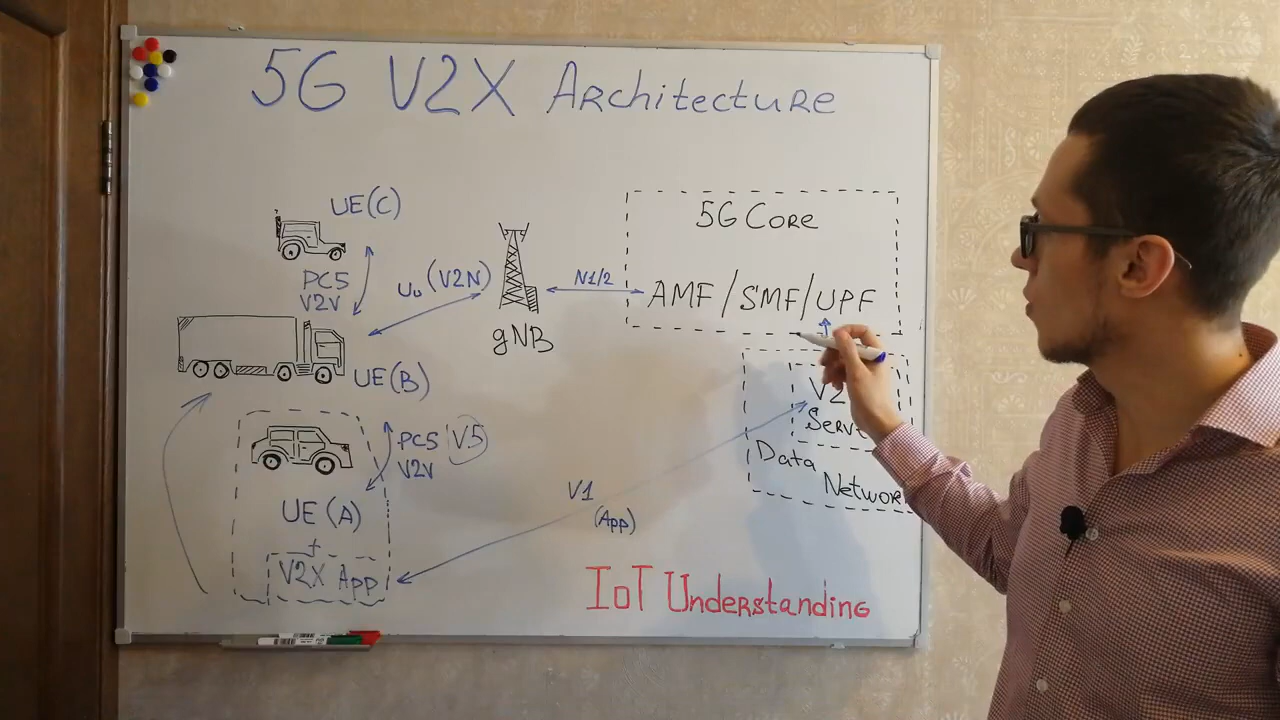 5G V2X Architecture
UE(C)
PC5
V2V
Uu (V2N)
gNB
N1/2
5G Core
AMF/SMF/UPF
UE(B)
PC5 V5
V2V
UE(A)
+
V2X App
V1
(App)
Data
IoT Understanding